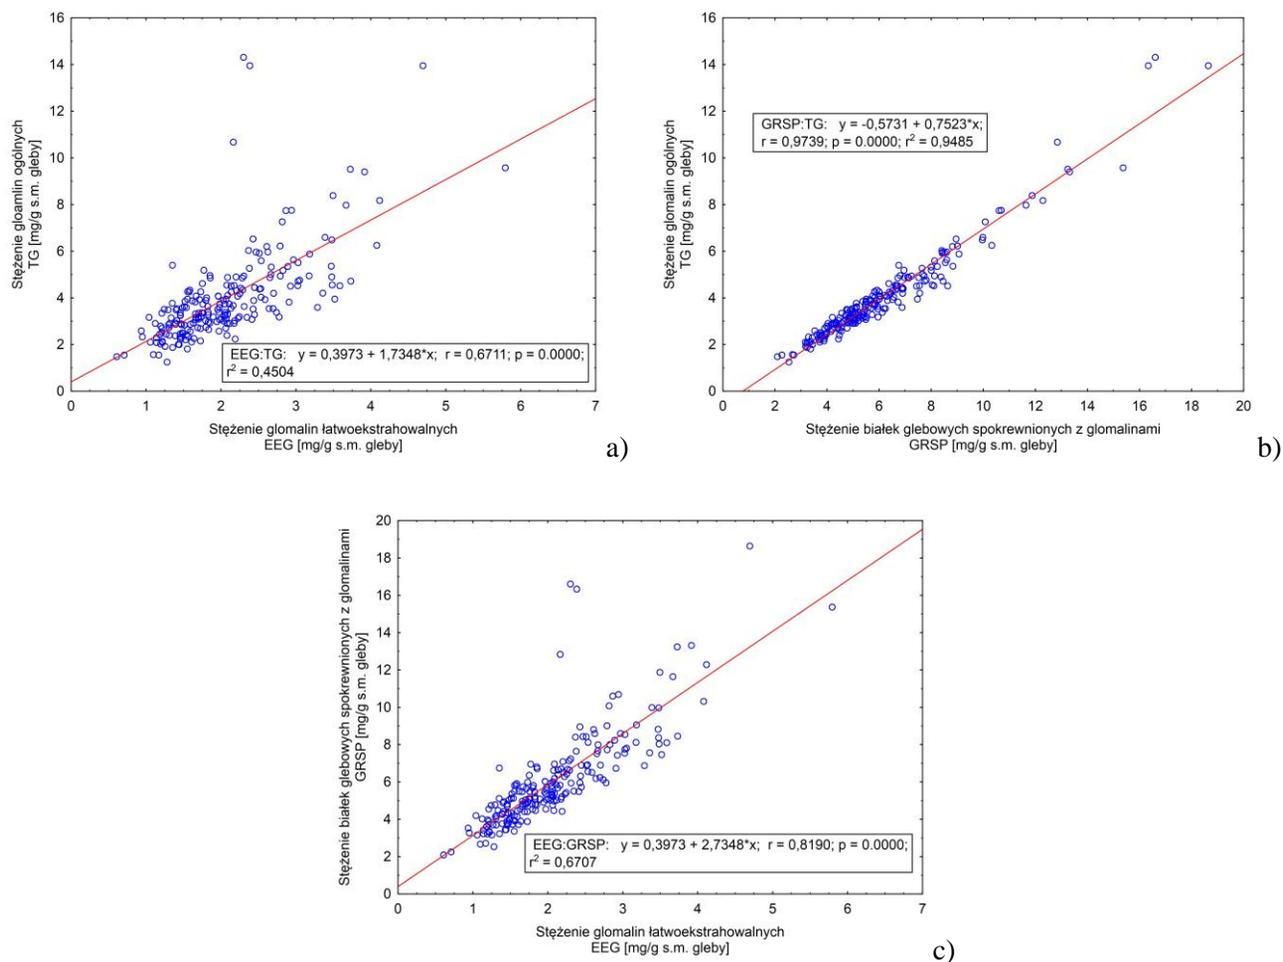 16
14
12
10
8
6
4
2
0
Stężenie gloamlin ogólnych
TG [mg/g s.m. gleby]
EEG:TG: y = 0,3973 + 1,7348*x; r = 0,6711; p = 0.0000;
r² = 0,4504
0 1 2 3 4 5 6 7
Stężenie glomalin łatwoekstrahowalnych
EEG [mg/g s.m. gleby]
a)
16
14
12
10
8
6
4
2
0
Stężenie glomalin ogólnych
TG [mg/g s.m. gleby]
GRSP:TG: y = -0,5731 + 0,7523*x;
r = 0,9739; p = 0.0000; r² = 0,9485
0 2 4 6 8 10 12 14 16 18 20
Stężenie białek glebowych spokrewnionych z glomalinami
GRSP [mg/g s.m. gleby]
b)
20
18
16
14
12
10
8
6
4
2
0
Stężenie białek glebowych spokrewnionych z glomalinami
GRSP [mg/g s.m. gleby]
EEG:GRSP: y = 0,3973 + 2,7348*x; r = 0,8190; p = 0.0000;
r² = 0,6707
0 1 2 3 4 5 6 7
Stężenie glomalin łatwoekstrahowalnych
EEG [mg/g s.m. gleby]
c)